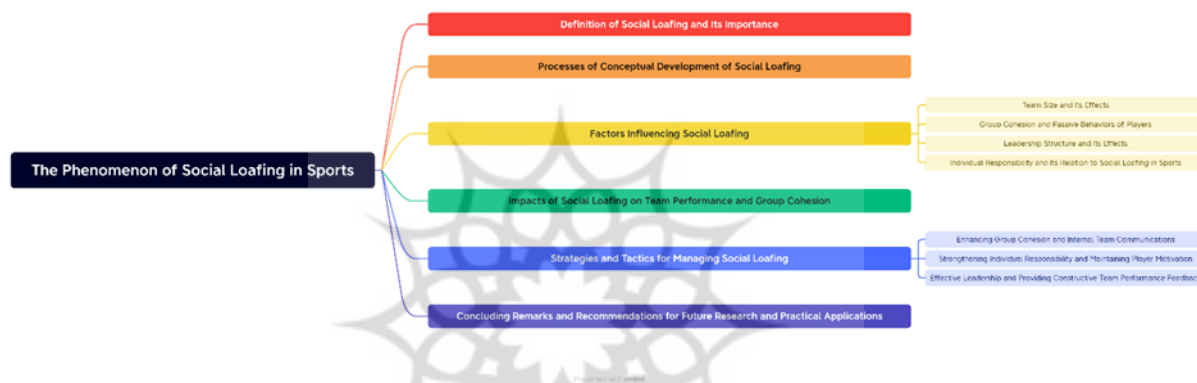 The Phenomenon of Social Loafing in Sports
Definition of Social Loafing and Its Importance
Processes of Conceptual Development of Social Loafing
Factors Influencing Social Loafing
Team Size and Its Effects
Group Cohesion and Passive Behaviors of Players
Leadership Structure and Its Effects
Individual Responsibility and Its Relation to Social Loafing in Sports
Impacts of Social Loafing on Team Performance and Group Cohesion
Strategies and Tactics for Managing Social Loafing
Enhancing Group Cohesion and Internal Team Communications
Strengthening Individual Responsibility and Maintaining Player Motivation
Effective Leadership and Providing Constructive Team Performance Feedback
Concluding Remarks and Recommendations for Future Research and Practical Applications
Presented with xmind